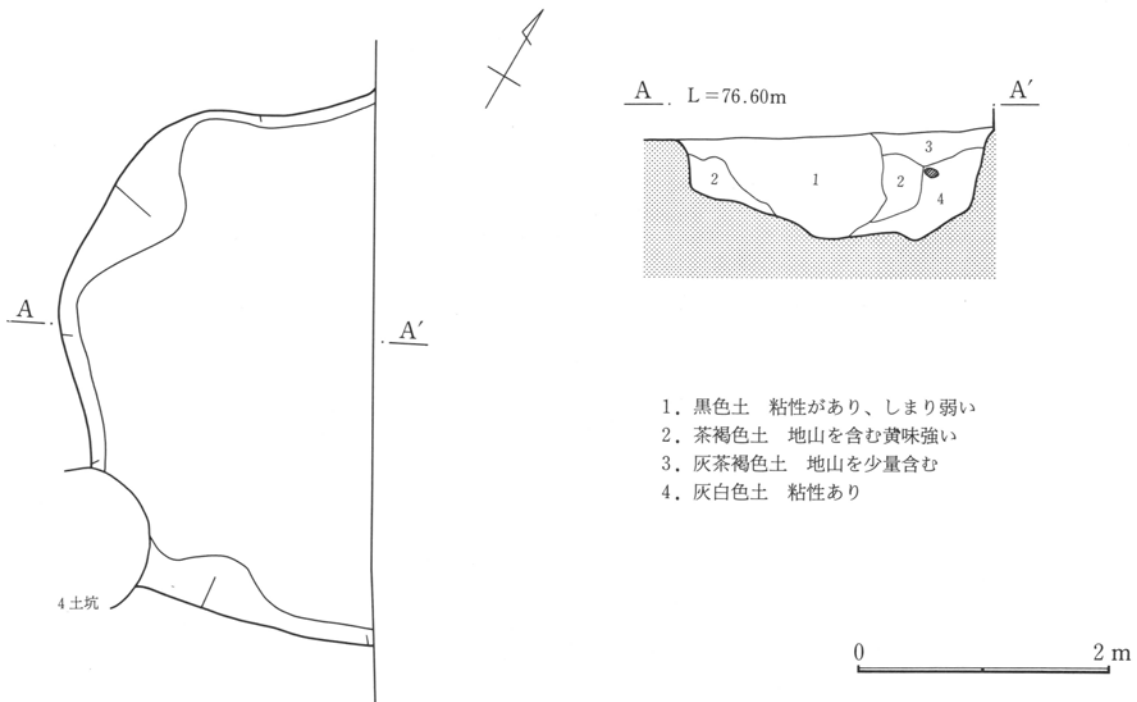 A A′
4土坑
A L=76.60m A′
1 2 2 3 4
1. 黒色土 粘性があり、しまり弱い
2. 茶褐色土 地山を含む黄味強い
3. 灰茶褐色土 地山を少量含む
4. 灰白色土 粘性あり
0 2m